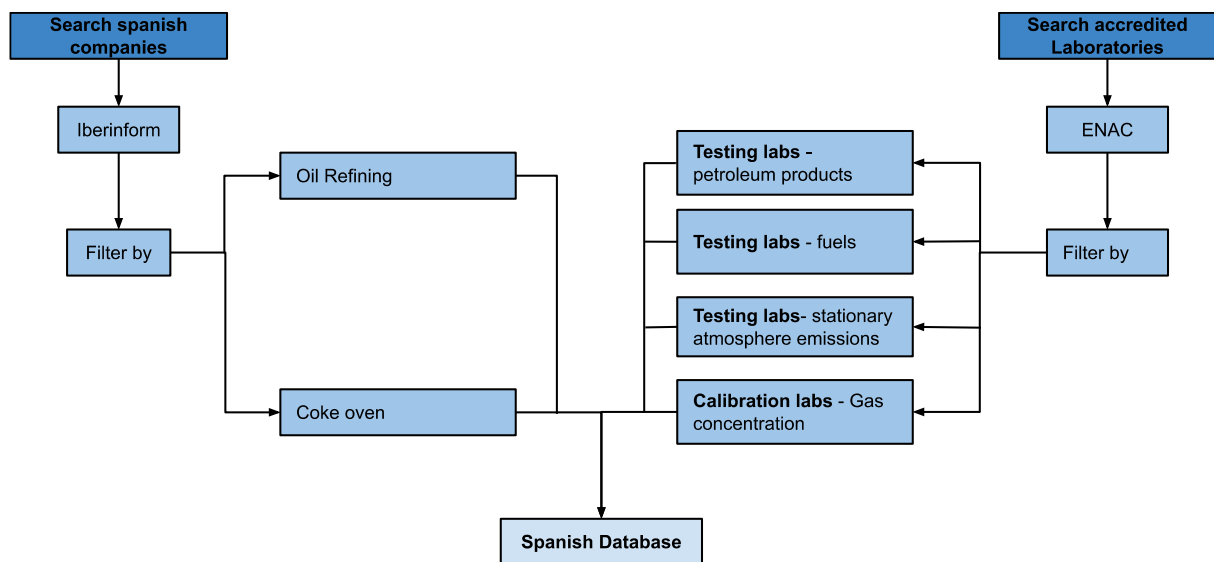 Search spanish
companies
Search accredited
Laboratories
Iberinform
ENAC
Oil Refining
Testing labs -
petroleum products
Filter by
Testing labs - fuels
Filter by
Testing labs- stationary
atmosphere emissions
Coke oven
Calibration labs - Gas
concentration
Spanish Database